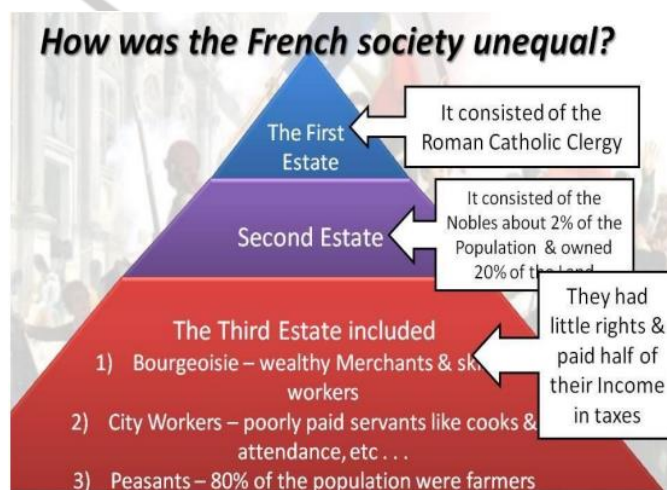 How was the French society unequal?
The First
Estate
It consisted of the
Roman Catholic Clergy
Second Estate
It consisted of the
Nobles about 2% of the
Population & owned
20% of the Land
The Third Estate included
1) Bourgeoisie – wealthy Merchants &
workers
2) City Workers – poorly paid servants like cooks &
attendance, etc . . .
3) Peasants – 80% of the population were farmers
They had
little rights &
paid half of
their Income
in taxes